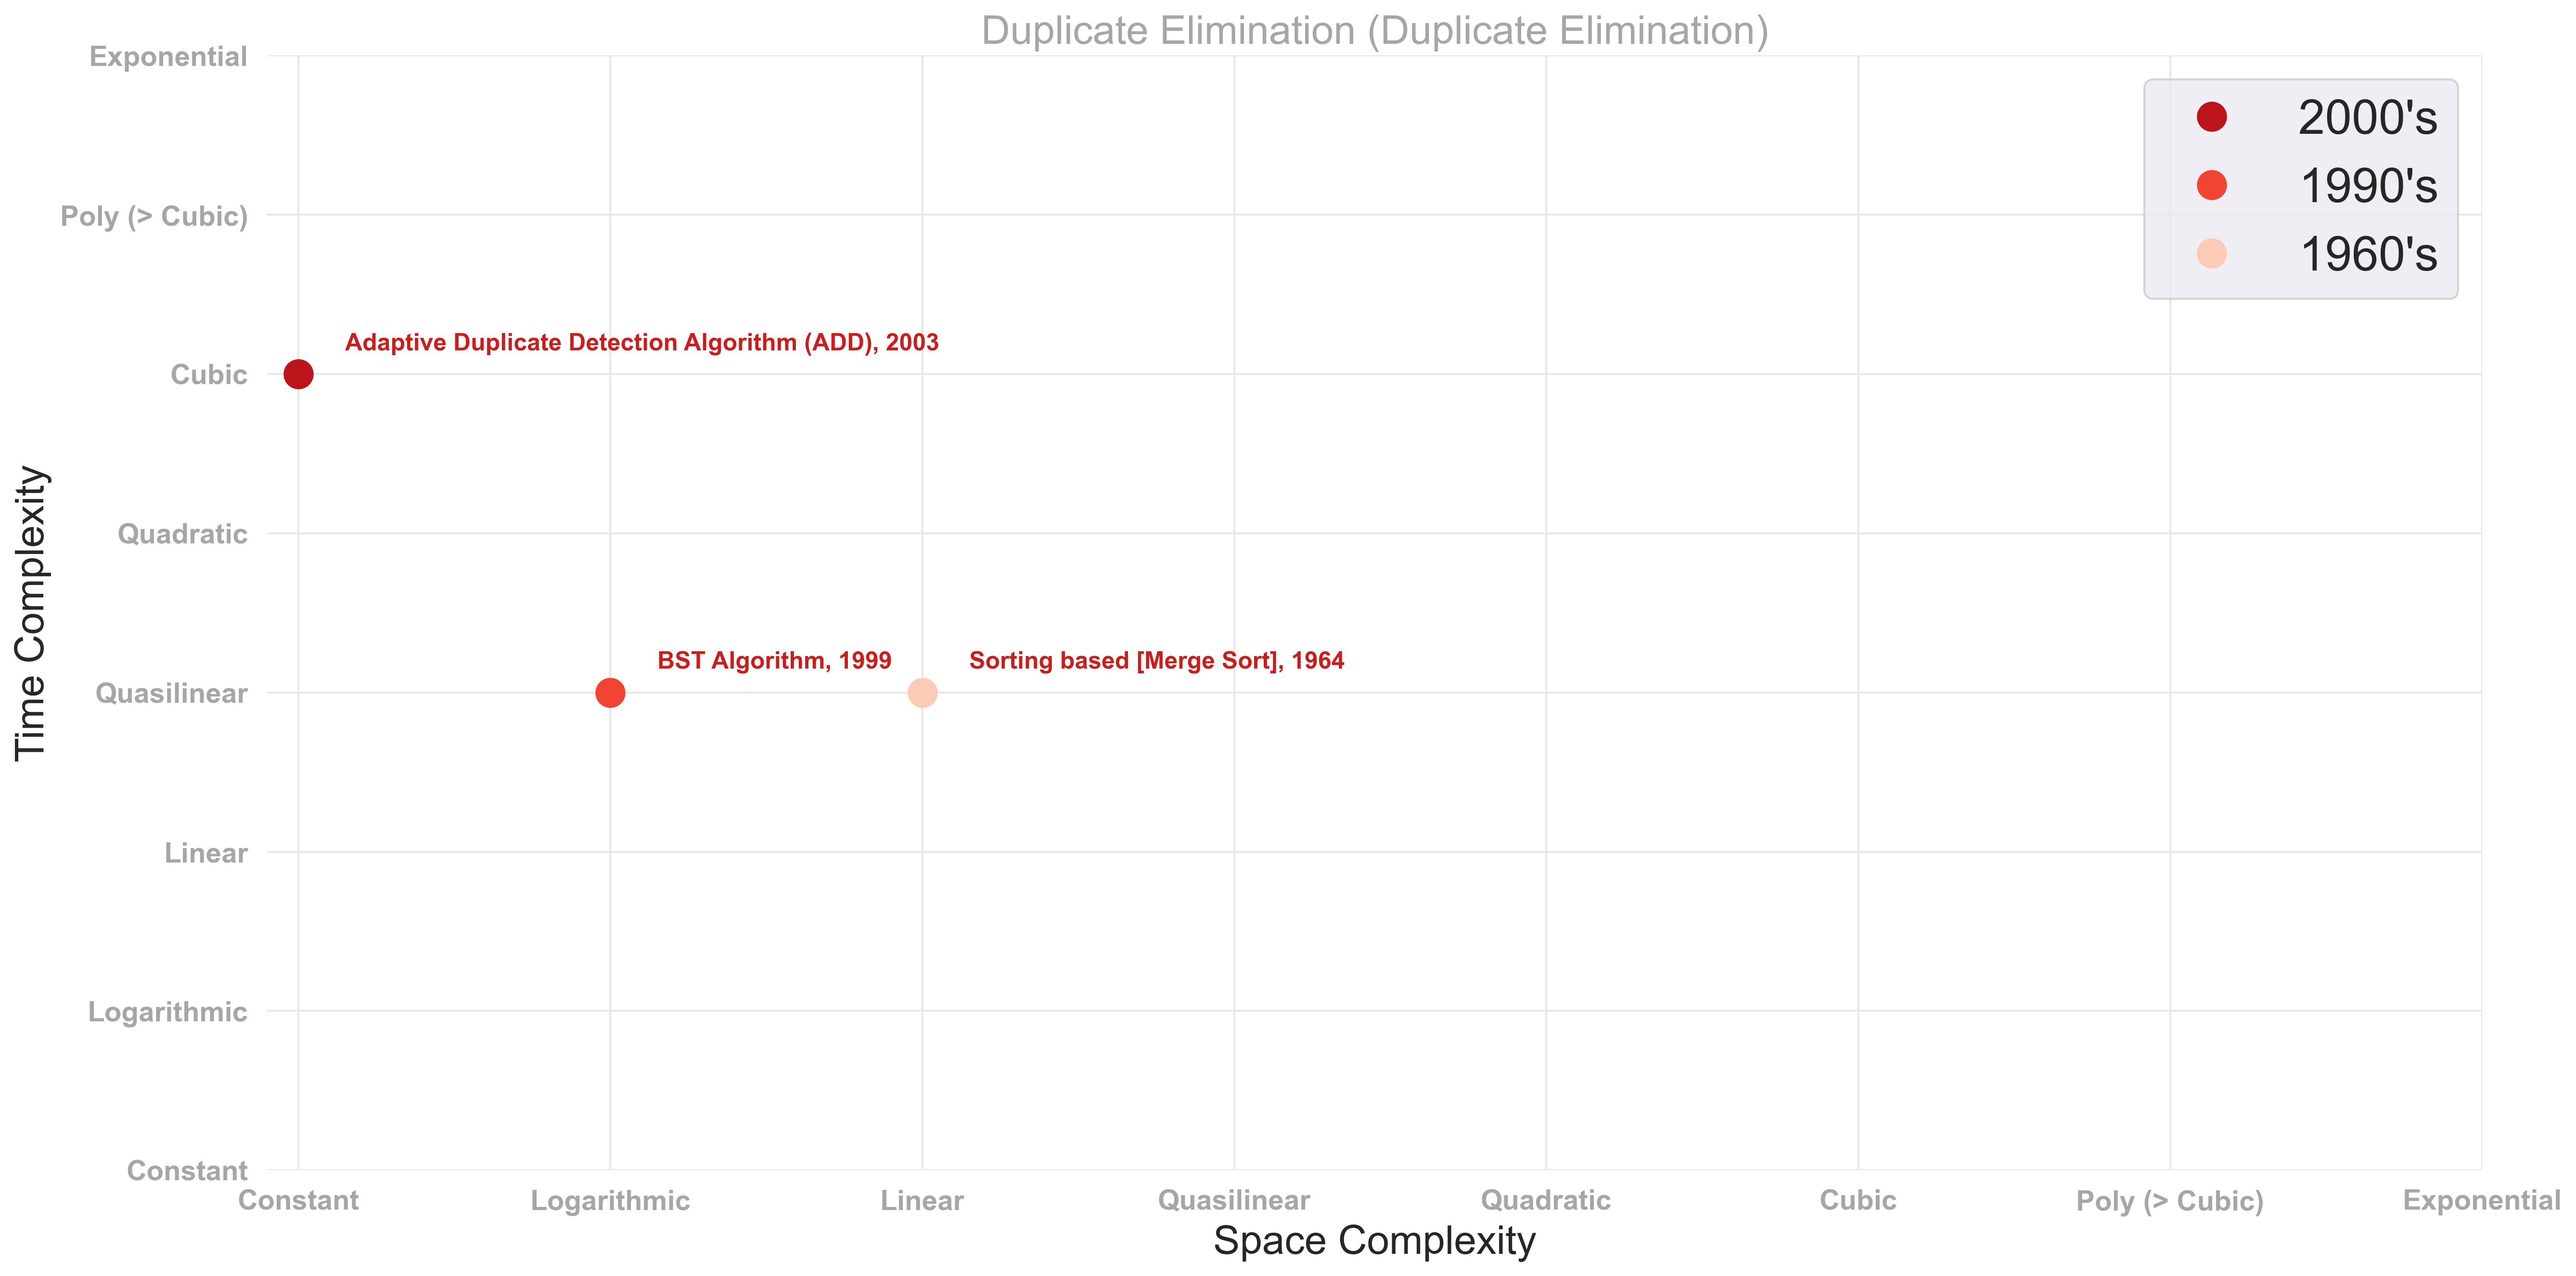 Duplicate Elimination (Duplicate Elimination)
Exponential
Poly (> Cubic)
Cubic
Quadratic
Quasilinear
Linear
Logarithmic
Constant
Time Complexity
2000's
1990's
1960's
Adaptive Duplicate Detection Algorithm (ADD), 2003
BST Algorithm, 1999
Sorting based [Merge Sort], 1964
Constant
Logarithmic
Linear
Quasilinear
Quadratic
Cubic
Poly (> Cubic)
Exponential
Space Complexity